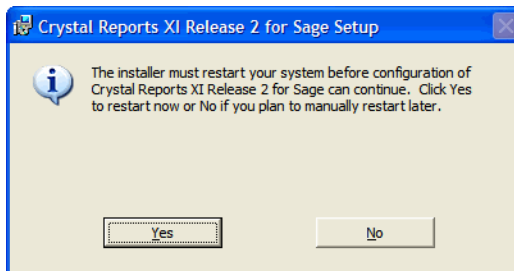 Crystal Reports XI Release 2 for Sage Setup
The installer must restart your system before configuration of
Crystal Reports XI Release 2 for Sage can continue. Click Yes
to restart now or No if you plan to manually restart later.
Yes
No